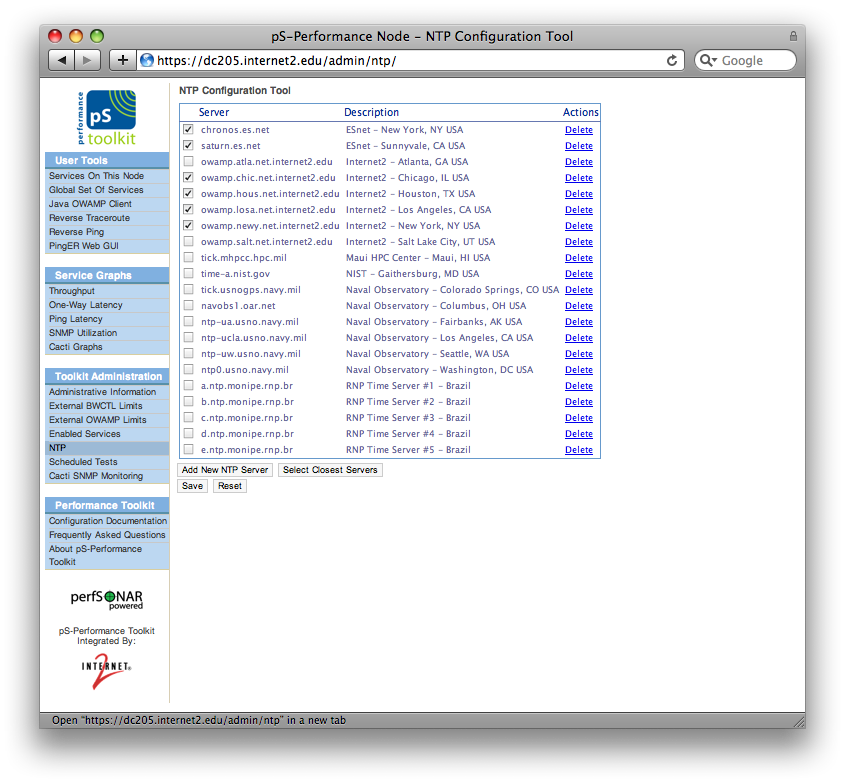 pS-Performance Node – NTP Configuration Tool
https://dc205.internet2.edu/admin/ntp/
Google
performance
pS
toolkit
User Tools
Services On This Node
Global Set Of Services
Java OWAMP Client
Reverse Traceroute
Reverse Ping
PingER Web GUI
Service Graphs
Throughput
One-Way Latency
Ping Latency
SNMP Utilization
Cacti Graphs
Toolkit Administration
Administrative Information
External BWCTL Limits
External OWAMP Limits
Enabled Services
NTP
Scheduled Tests
Cacti SNMP Monitoring
Performance Toolkit
Configuration Documentation
Frequently Asked Questions
About pS-Performance
Toolkit
perfSONAR
powered
pS-Performance Toolkit
Integrated By:
INTERNET
2
NTP Configuration Tool
Server Description Actions
chronos.es.net ESnet – New York, NY USA Delete
saturn.es.net ESnet – Sunnyvale, CA USA Delete
owamp.atla.net.internet2.edu Internet2 – Atlanta, GA USA Delete
owamp.chic.net.internet2.edu Internet2 – Chicago, IL USA Delete
owamp.hous.net.internet2.edu Internet2 – Houston, TX USA Delete
owamp.losa.net.internet2.edu Internet2 – Los Angeles, CA USA Delete
owamp.newy.net.internet2.edu Internet2 – New York, NY USA Delete
owamp.salt.net.internet2.edu Internet2 – Salt Lake City, UT USA Delete
tick.mhpcc.hpc.mil Maui HPC Center – Maui, HI USA Delete
time-a.nist.gov NIST – Gaithersburg, MD USA Delete
tick.usnogps.navy.mil Naval Observatory – Colorado Springs, CO USA Delete
navobs1.oar.net Naval Observatory – Columbus, OH USA Delete
ntp-ua.usno.navy.mil Naval Observatory – Fairbanks, AK USA Delete
ntp-ucla.usno.navy.mil Naval Observatory – Los Angeles, CA USA Delete
ntp-uw.usno.navy.mil Naval Observatory – Seattle, WA USA Delete
ntp0.usno.navy.mil Naval Observatory – Washington, DC USA Delete
a.ntp.monipe.rnp.br RNP Time Server #1 – Brazil Delete
b.ntp.monipe.rnp.br RNP Time Server #2 – Brazil Delete
c.ntp.monipe.rnp.br RNP Time Server #3 – Brazil Delete
d.ntp.monipe.rnp.br RNP Time Server #4 – Brazil Delete
e.ntp.monipe.rnp.br RNP Time Server #5 – Brazil Delete
Add New NTP Server Select Closest Servers
Save Reset
Open “https://dc205.internet2.edu/admin/ntp” in a new tab